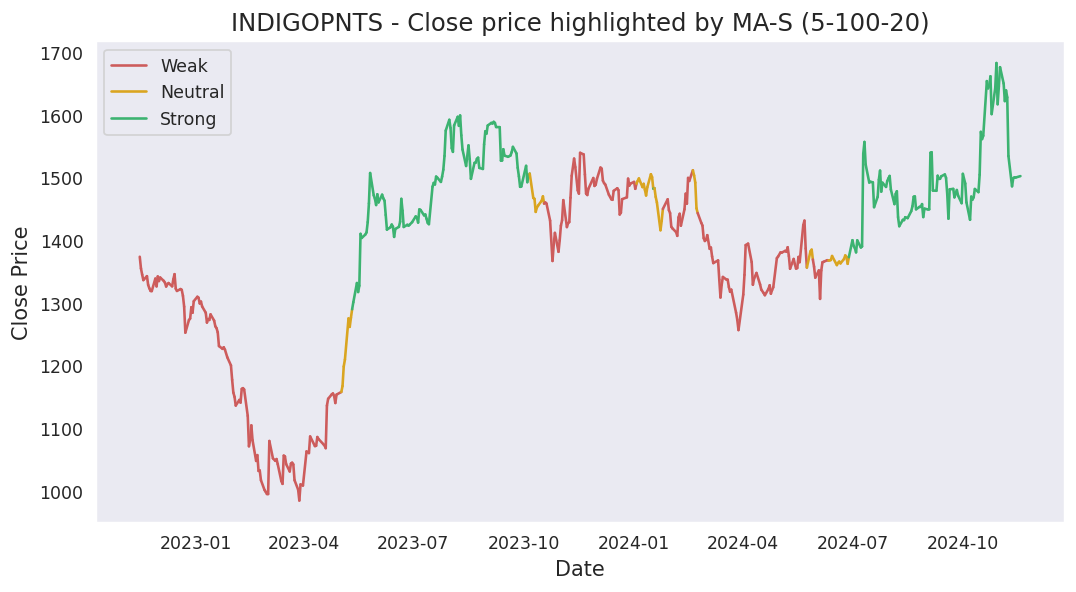 INDIGOPNTS - Close price highlighted by MA-S (5-100-20)
Weak
Neutral
Strong
1700
1600
1500
1400
1300
1200
1100
1000
Close Price
2023-01 2023-04 2023-07 2023-10 2024-01 2024-04 2024-07 2024-10
Date